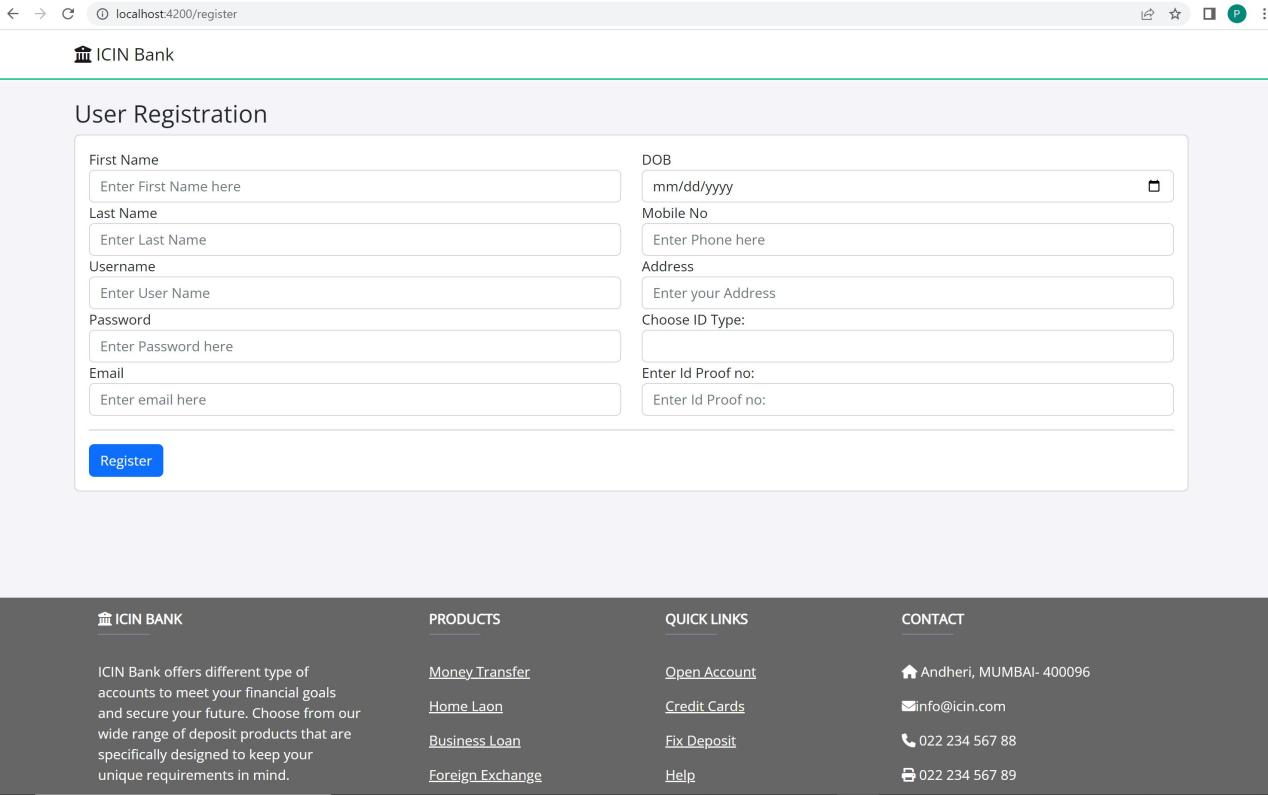 localhost:4200/register
P
ICIN Bank
User Registration
First Name
Enter First Name here
Last Name
Enter Last Name
Username
Enter User Name
Password
Enter Password here
Email
Enter email here
DOB
mm/dd/yyyy
Mobile No
Enter Phone here
Address
Enter your Address
Choose ID Type:
Enter Id Proof no:
Enter Id Proof no:
Register
ICIN BANK
ICIN Bank offers different type of
accounts to meet your financial goals
and secure your future. Choose from our
wide range of deposit products that are
specifically designed to keep your
unique requirements in mind.
PRODUCTS
Money Transfer
Home Laon
Business Loan
Foreign Exchange
QUICK LINKS
Open Account
Credit Cards
Fix Deposit
Help
CONTACT
Andheri, MUMBAI- 400096
info@icin.com
022 234 567 88
022 234 567 89